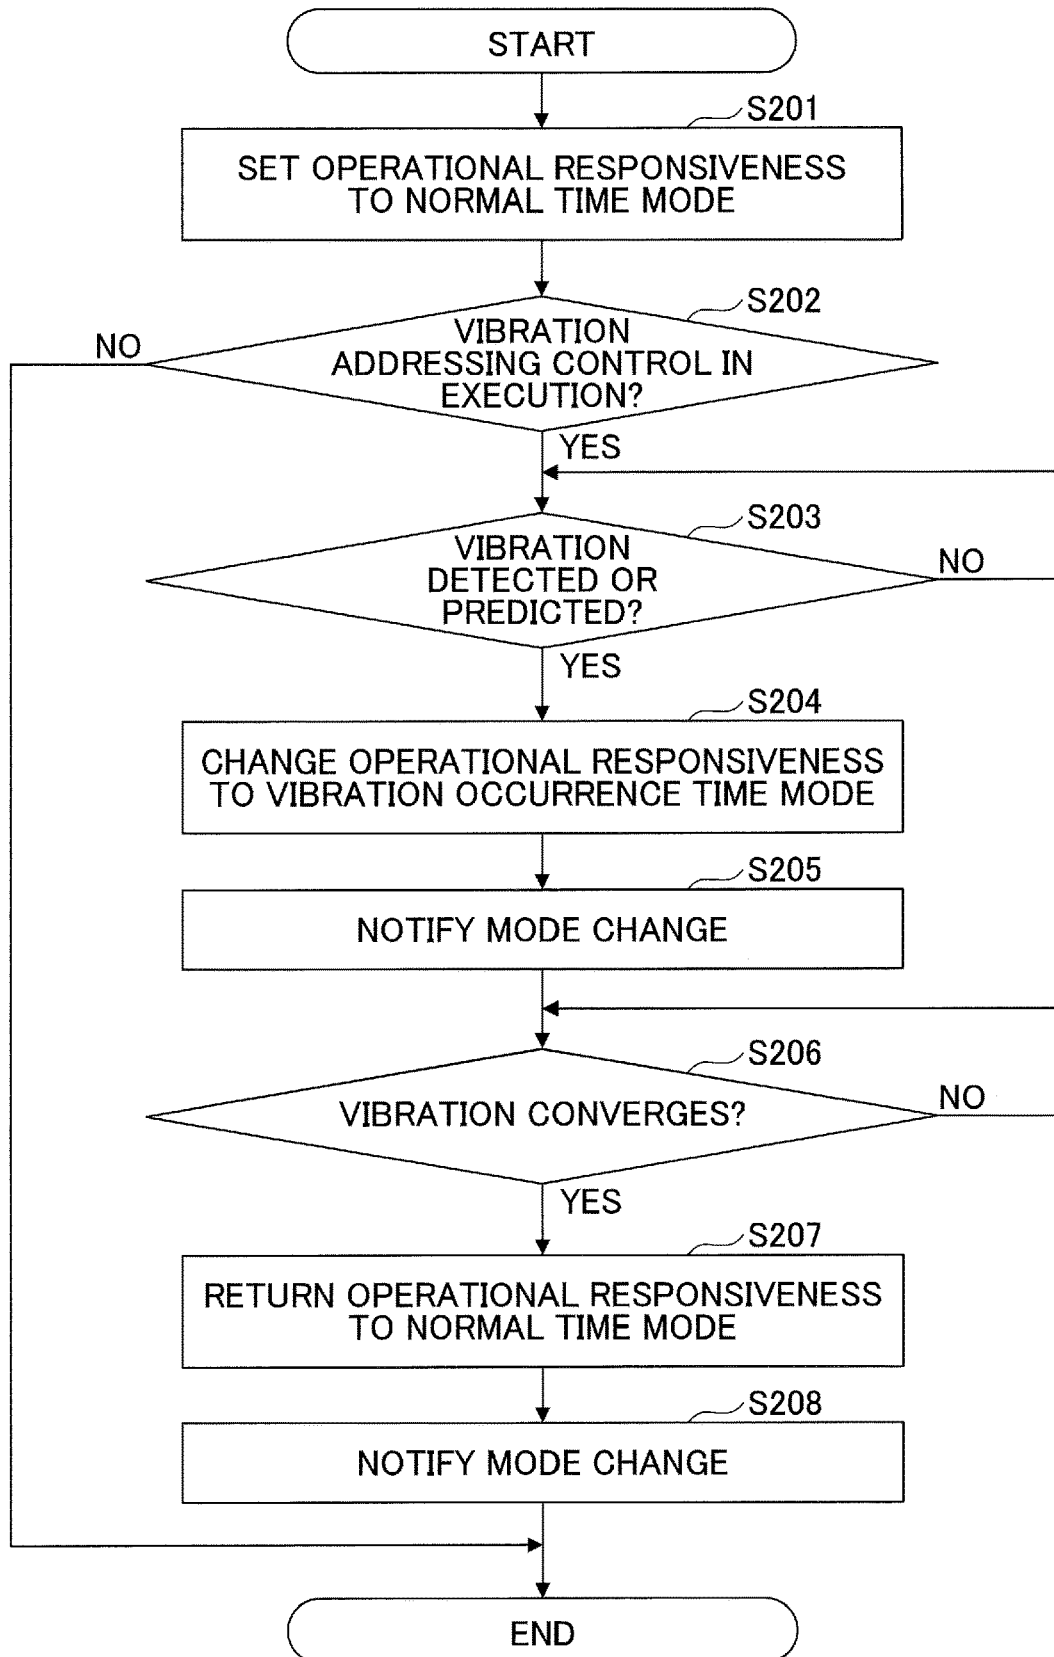 START
S201
SET OPERATIONAL RESPONSIVENESS
TO NORMAL TIME MODE
S202
NO
VIBRATION
ADDRESSING CONTROL IN
EXECUTION?
YES
S203
VIBRATION
DETECTED OR
PREDICTED?
NO
YES
S204
CHANGE OPERATIONAL RESPONSIVENESS
TO VIBRATION OCCURRENCE TIME MODE
S205
NOTIFY MODE CHANGE
S206
VIBRATION CONVERGES?
NO
YES
S207
RETURN OPERATIONAL RESPONSIVENESS
TO NORMAL TIME MODE
S208
NOTIFY MODE CHANGE
END